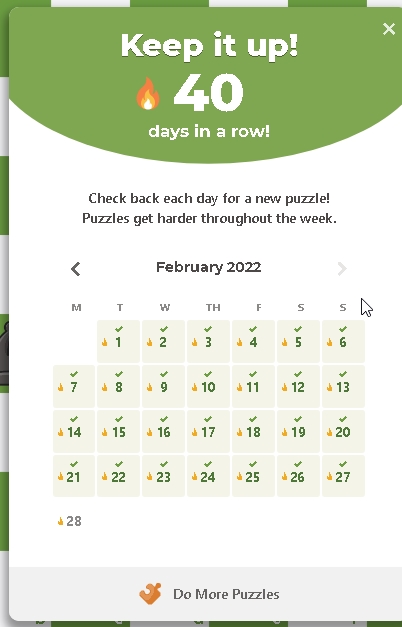 Keep it up!
40
days in a row!
Check back each day for a new puzzle!
Puzzles get harder throughout the week.
February 2022
M T W TH F S S
1 2 3 4 5 6
7 8 9 10 11 12 13
14 15 16 17 18 19 20
21 22 23 24 25 26 27
28
Do More Puzzles